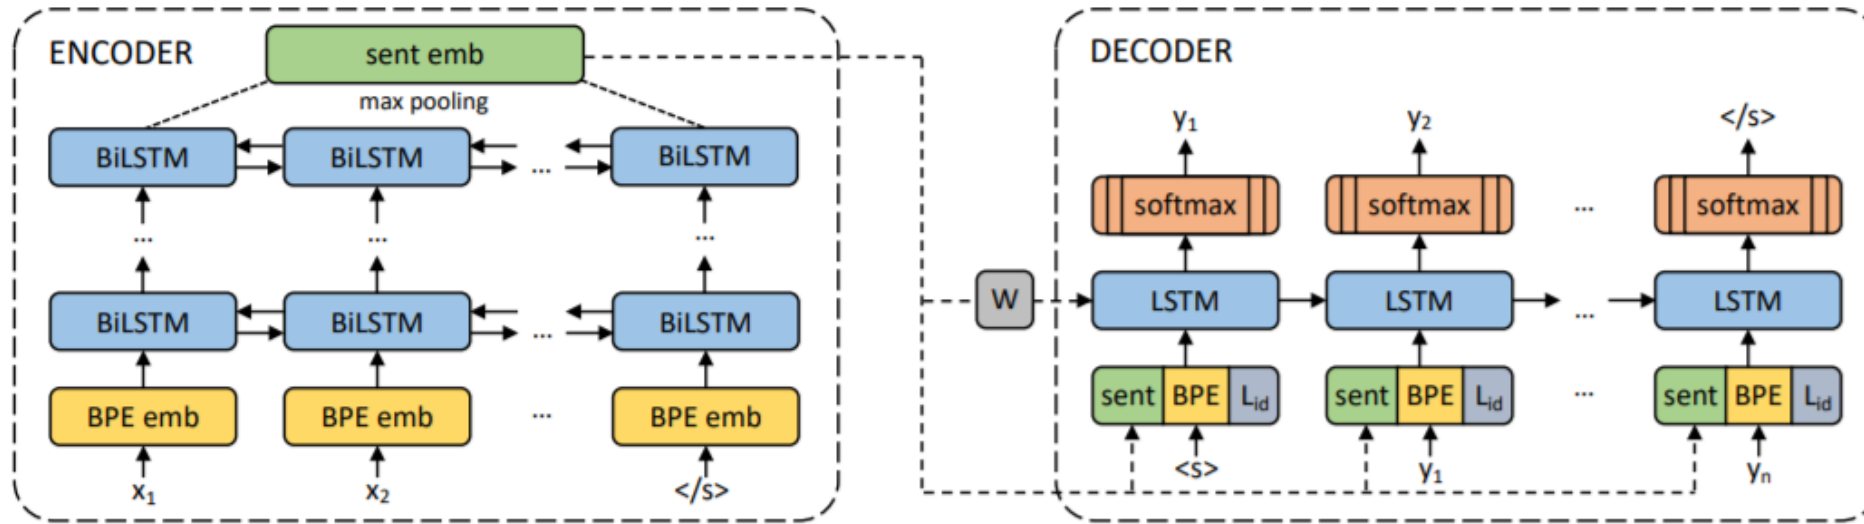 ENCODER
sent emb
max pooling
BiLSTM BiLSTM ... BiLSTM
... ... ...
BiLSTM BiLSTM ... BiLSTM
BPE emb BPE emb ... BPE emb
x1 x2 </s>
W
DECODER
y1 y2 </s>
softmax softmax ... softmax
LSTM LSTM ... LSTM
sent BPE Lid sent BPE Lid ... sent BPE Lid
<s> y1 yn